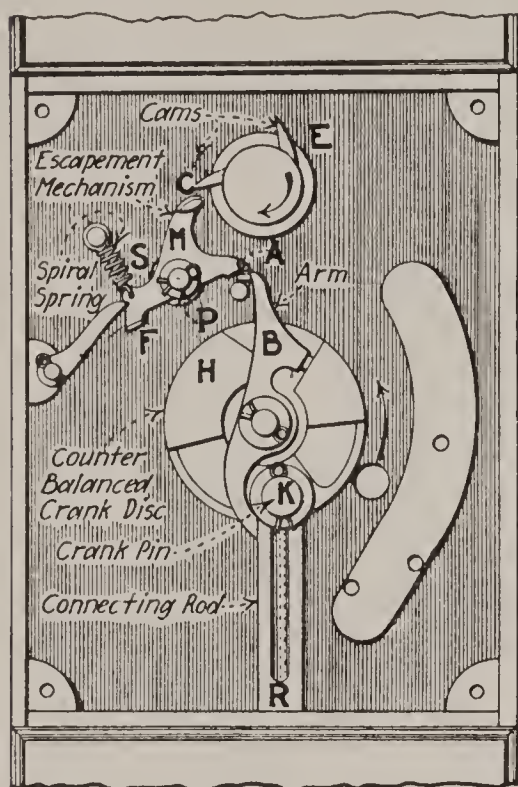 Cams
E
Escapement
Mechanism
C
M
A
S
Spiral
Spring
Arm
P
F
B
H
Counter
Balanced
Crank Disc
K
Crank Pin
Connecting Rod
R